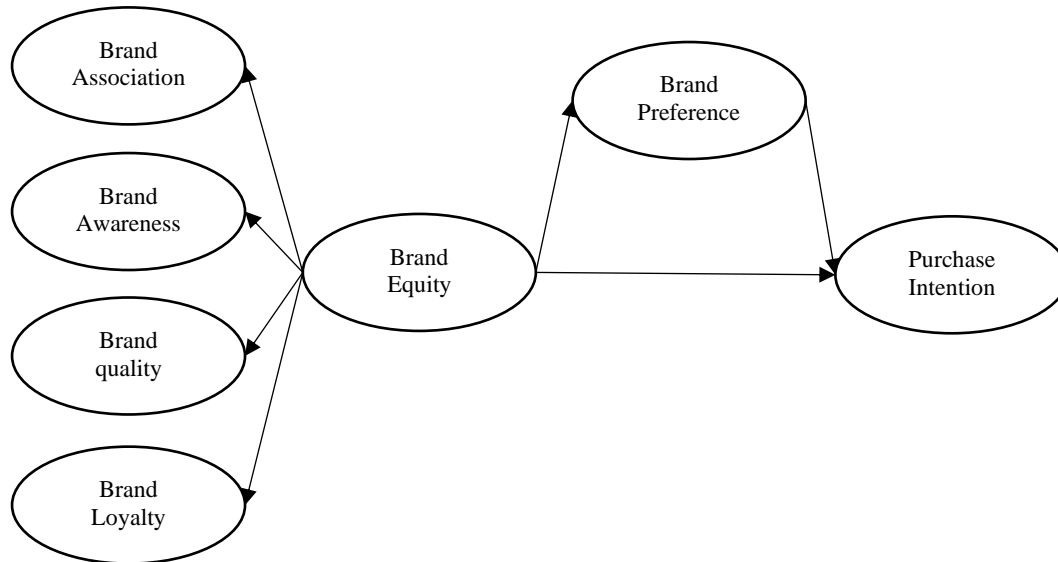 Brand
Association
Brand
Awareness
Brand
quality
Brand
Loyalty
Brand
Equity
Brand
Preference
Purchase
Intention